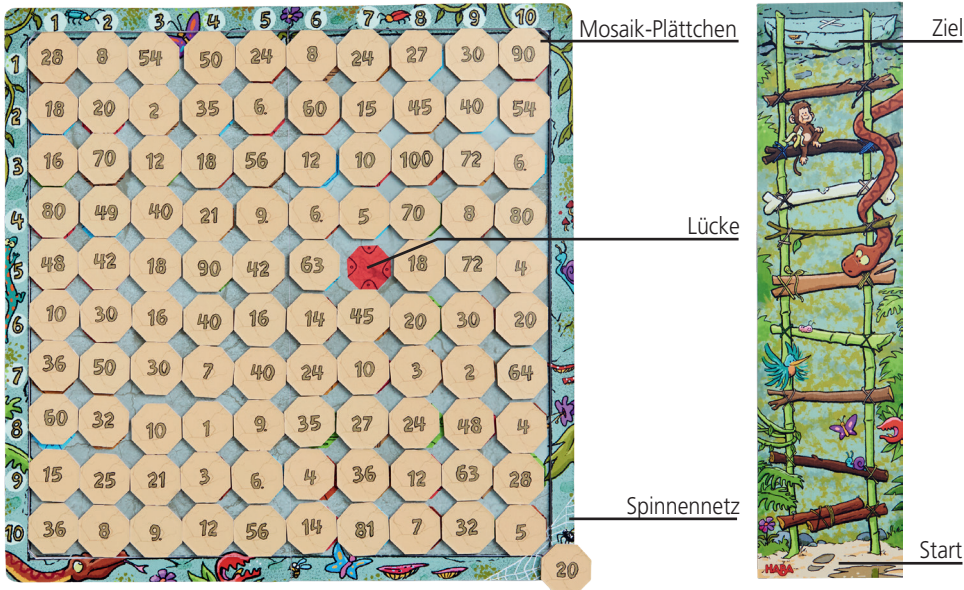 1 2 3 4 5 6 7 8 9 10
1 28 8 54 50 24 8 24 27 30 90
2 18 20 2 35 6. 60 15 45 40 54
3 16 70 12 18 56 12 10 100 72 6.
4 80 49 40 21 9. 6. 5 70 8 80
5 48 42 18 90 42 63 18 72 4
6 10 30 16 40 16 14 45 20 30 20
7 36 50 30 7 40 24 10 3 2 64
8 60 32 10 1 9. 35 27 24 48 4
9 15 25 21 3 6. 4 36 12 63 28
10 36 8 9. 12 56 14 81 7 32 5
20
Mosaik-Plättchen
Lücke
Spinnennetz
Ziel
Start
HABA